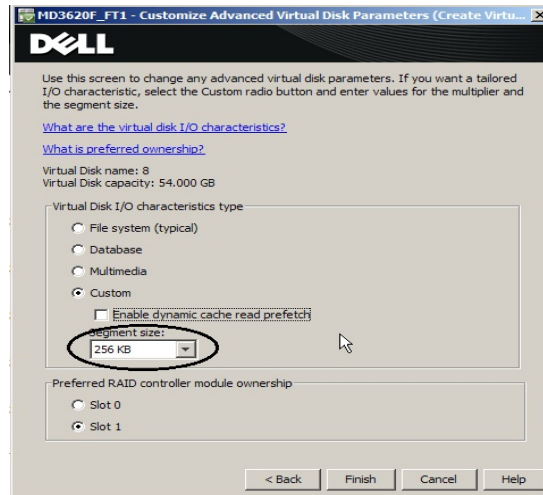 MD3620F_FT1 - Customize Advanced Virtual Disk Parameters (Create Virtu...
DELL
Use this screen to change any advanced virtual disk parameters. If you want a tailored
I/O characteristic, select the Custom radio button and enter values for the multiplier and
the segment size.
What are the virtual disk I/O characteristics?
What is preferred ownership?
Virtual Disk name: 8
Virtual Disk capacity: 54.000 GB
Virtual Disk I/O characteristics type
File system (typical)
Database
Multimedia
Custom
Enable dynamic cache read prefetch
Segment size:
256 KB
Preferred RAID controller module ownership
Slot 0
Slot 1
< Back Finish Cancel Help